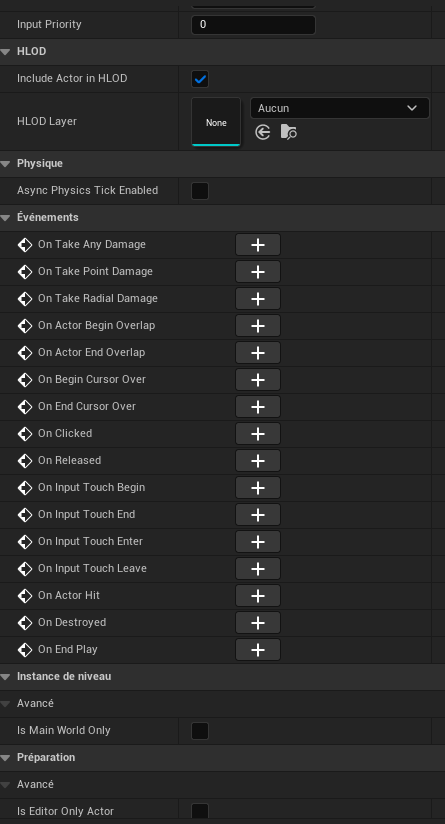 Input Priority
0
HLOD
Include Actor in HLOD
HLOD Layer
None
Aucun
Physique
Async Physics Tick Enabled
Événements
On Take Any Damage
On Take Point Damage
On Take Radial Damage
On Actor Begin Overlap
On Actor End Overlap
On Begin Cursor Over
On End Cursor Over
On Clicked
On Released
On Input Touch Begin
On Input Touch End
On Input Touch Enter
On Input Touch Leave
On Actor Hit
On Destroyed
On End Play
Instance de niveau
Avancé
Is Main World Only
Préparation
Avancé
Is Editor Only Actor